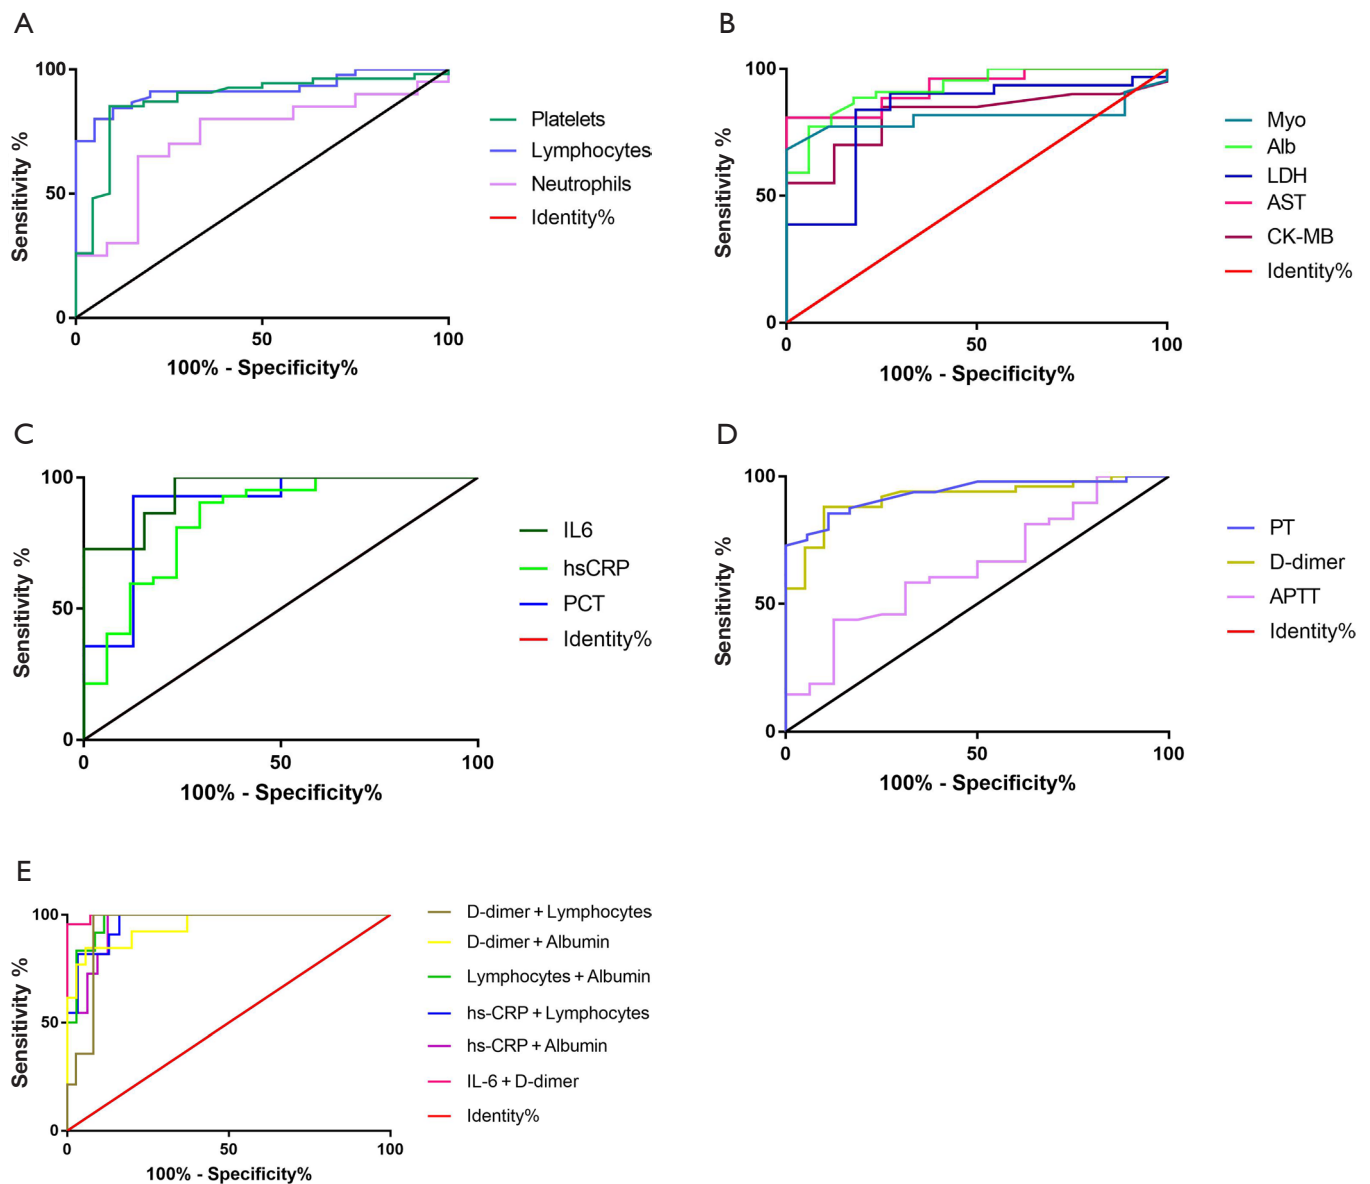 A
Sensitivity %
100
50
0
0
50
100
100% - Specificity%
Platelets
Lymphocytes
Neutrophils
Identity%
B
Sensitivity %
100
50
0
0
50
100
100% - Specificity%
Myo
Alb
LDH
AST
CK-MB
Identity%
C
Sensitivity %
100
50
0
0
50
100
100% - Specificity%
IL6
hsCRP
PCT
Identity%
D
Sensitivity %
100
50
0
0
50
100
100% - Specificity%
PT
D-dimer
APTT
Identity%
E
Sensitivity %
100
50
0
0
50
100
100% - Specificity%
D-dimer + Lymphocytes
D-dimer + Albumin
Lymphocytes + Albumin
hs-CRP + Lymphocytes
hs-CRP + Albumin
IL-6 + D-dimer
Identity%